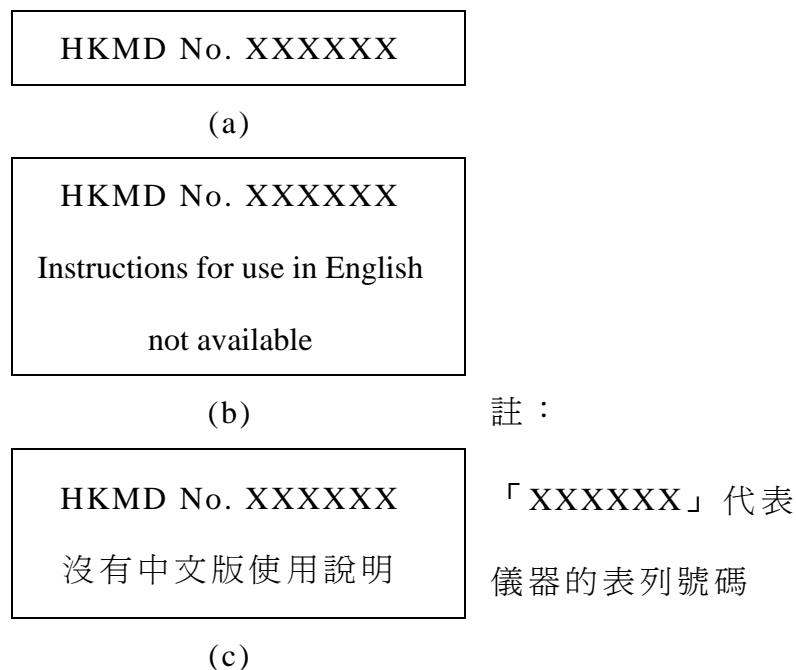 HKMD No. XXXXXX
(a)
HKMD No. XXXXXX
Instructions for use in English
not available
(b)
註：
HKMD No. XXXXXX
沒有中文版使用說明
「XXXXXX」代表
儀器的表列號碼
(c)